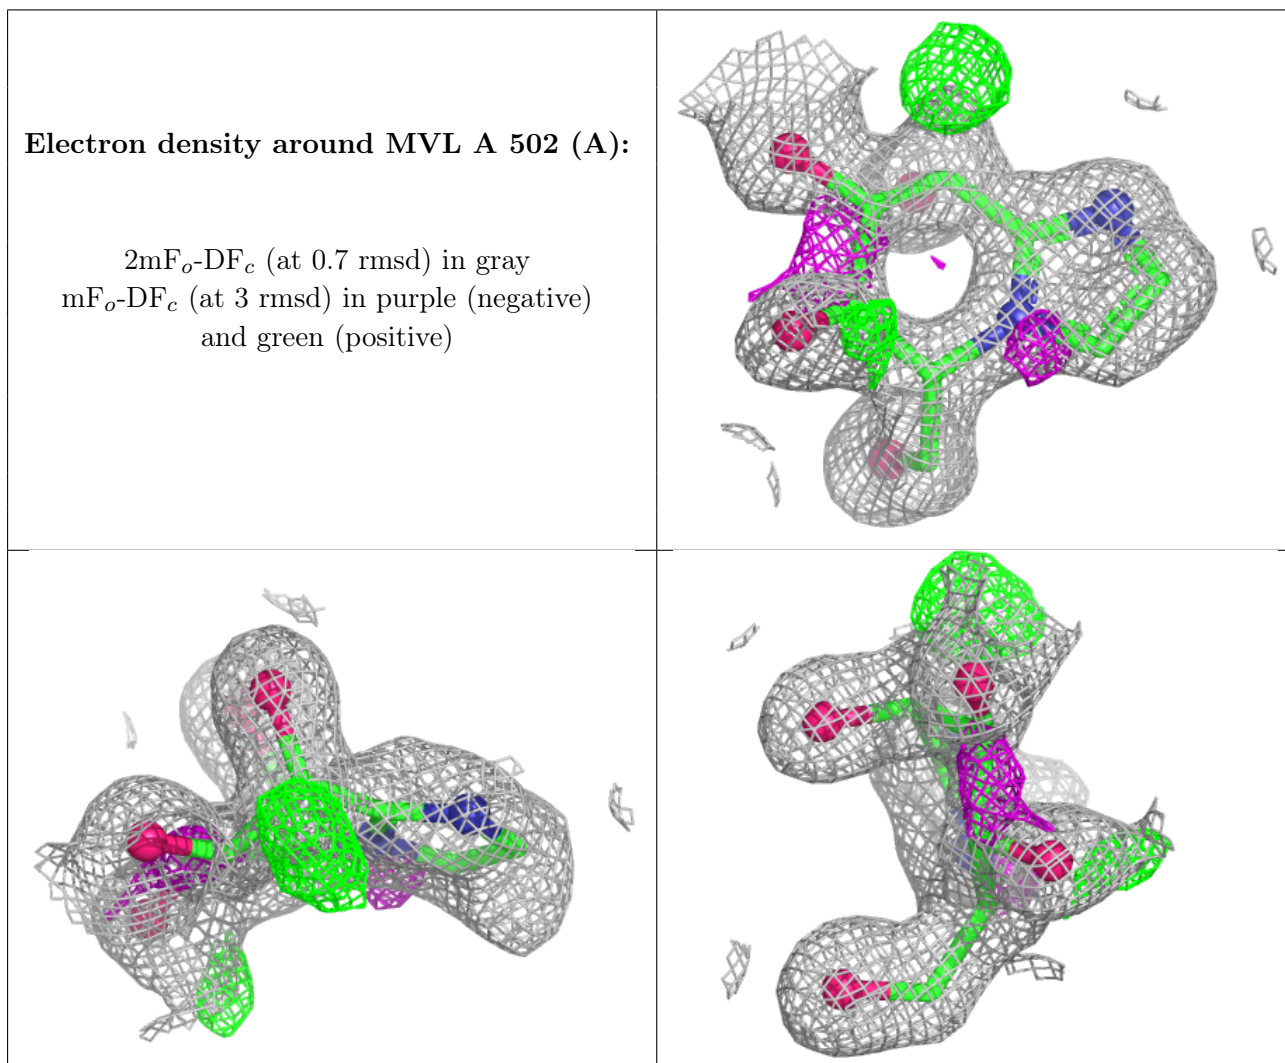 Electron density around MVL A 502 (A):
2mFo-DFc (at 0.7 rmsd) in gray
mFo-DFc (at 3 rmsd) in purple (negative)
and green (positive)